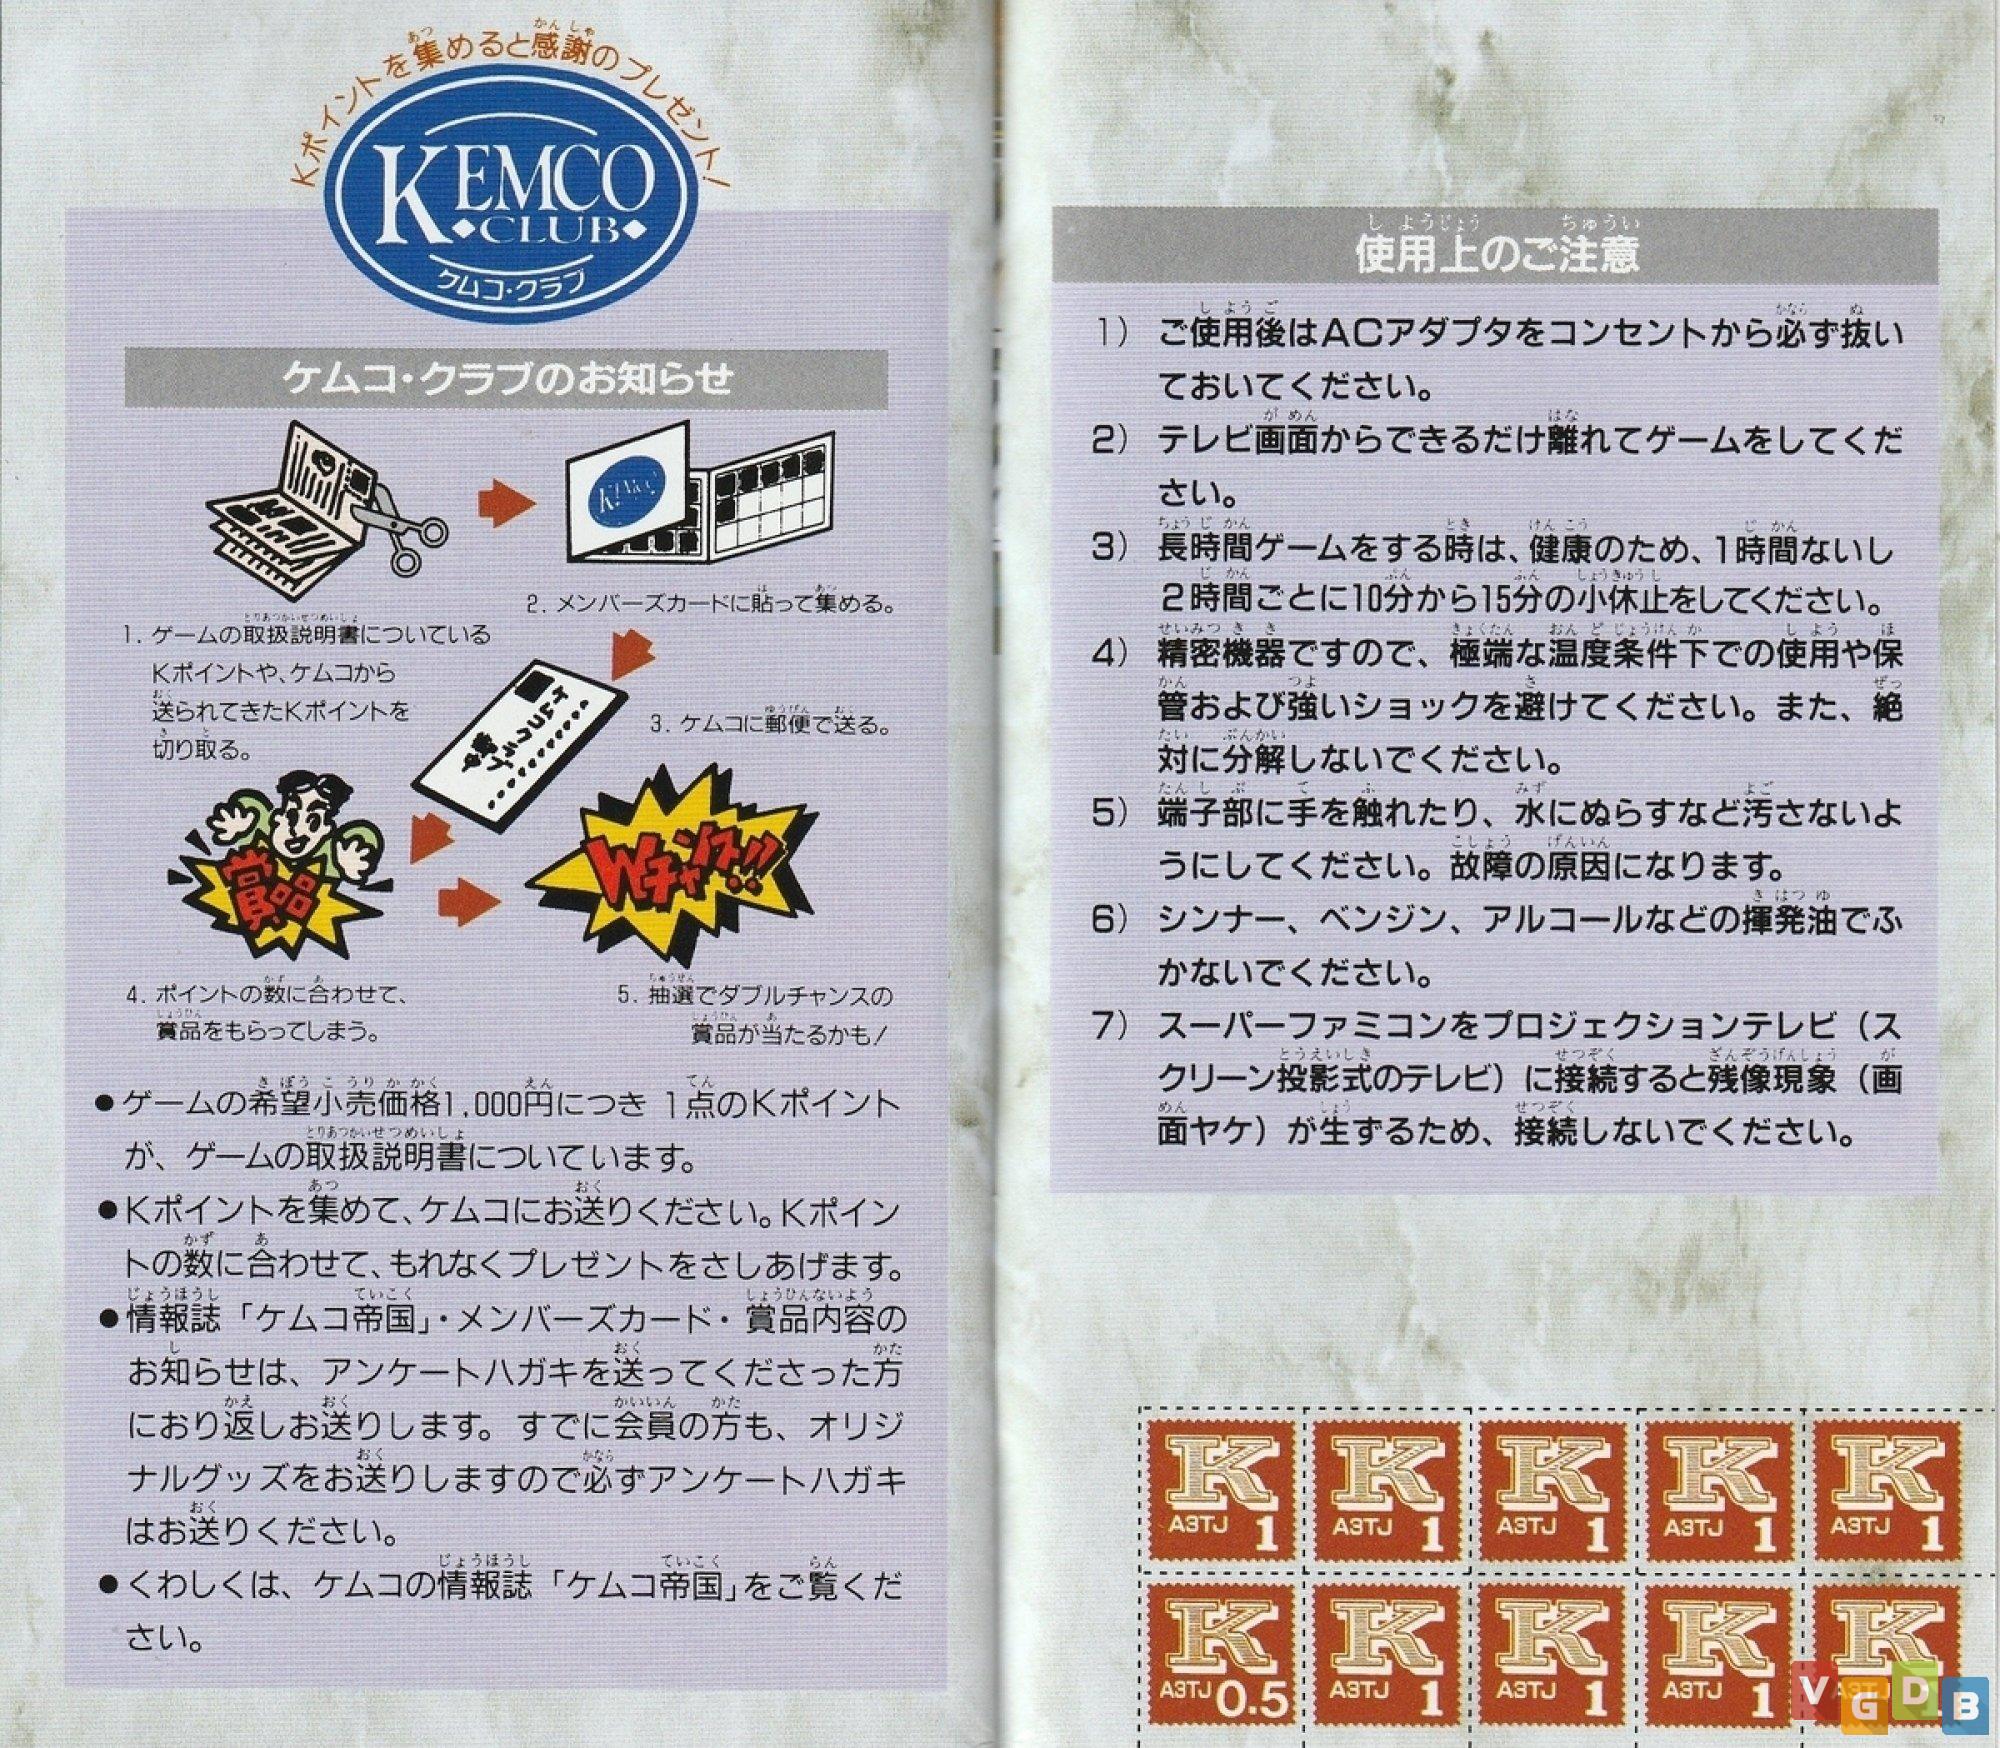 Kポイントを集めると感謝のプレゼント!
KEMCO
CLUB
ケムコ・クラブ
ケムコ・クラブのお知らせ
1. ゲームの取扱説明書についている
Kポイントや、ケムコから
送られてきたKポイントを
切り取る。
2. メンバーズカードに貼って集める。
ケムコクラブ
3. ケムコに郵便で送る。
賞品
Wチャンス!!
4. ポイントの数に合わせて、
賞品をもらってしまう。
5. 抽選でダブルチャンスの
賞品が当たるかも!
●ゲームの希望小売価格1,000円につき 1点のKポイント
が、ゲームの取扱説明書についています。
●Kポイントを集めて、ケムコにお送りください。Kポイン
トの数に合わせて、もれなくプレゼントをさしあげます。
●情報誌「ケムコ帝国」・メンバーズカード・賞品内容の
お知らせは、アンケートハガキを送ってくださった方
におり返しお送りします。すでに会員の方も、オリジ
ナルグッズをお送りしますので必ずアンケートハガキ
はお送りください。
●くわしくは、ケムコの情報誌「ケムコ帝国」をご覧くだ
さい。
使用上のご注意
1) ご使用後はACアダプタをコンセントから必ず抜い
ておいてください。
2) テレビ画面からできるだけ離れてゲームをしてくだ
さい。
3) 長時間ゲームをする時は、健康のため、1時間ないし
2時間ごとに10分から15分の小休止をしてください。
4) 精密機器ですので、極端な温度条件下での使用や保
管および強いショックを避けてください。また、絶
対に分解しないでください。
5) 端子部に手を触れたり、水にぬらすなど汚さないよ
うにしてください。故障の原因になります。
6) シンナー、ベンジン、アルコールなどの揮発油でふ
かないでください。
7) スーパーファミコンをプロジェクションテレビ(ス
クリーン投影式のテレビ)に接続すると残像現象(画
面ヤケ)が生ずるため、接続しないでください。
K K K K K
A3TJ 1 A3TJ 1 A3TJ 1 A3TJ 1 A3TJ 1
K K K K K
A3TJ 0.5 A3TJ 1 A3TJ 1 A3TJ 1
VGDB